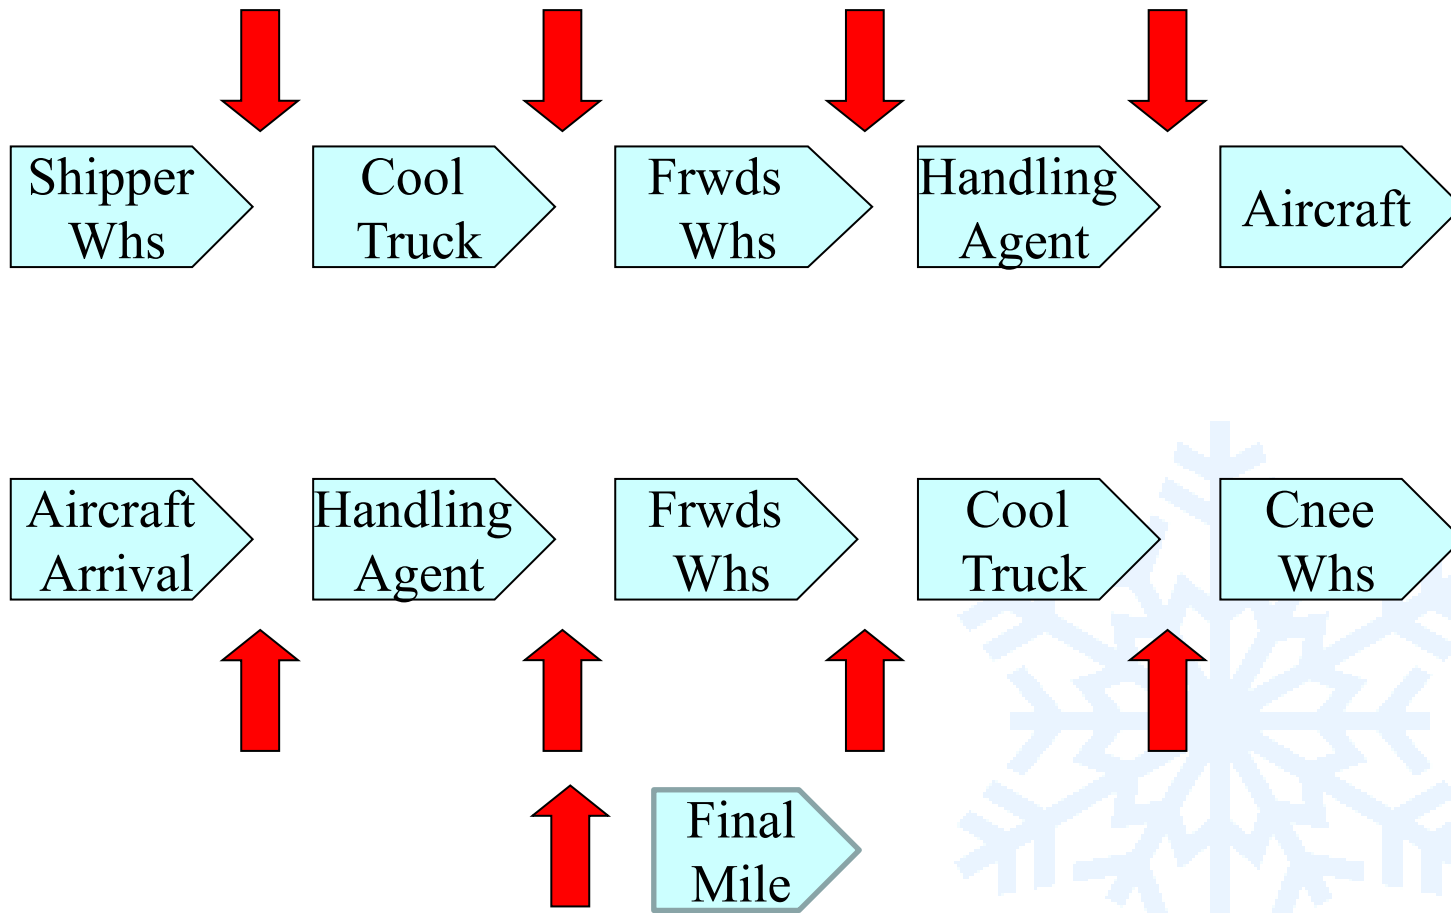 Shipper
Whs
Cool
Truck
Frwds
Whs
Handling
Agent
Aircraft
Aircraft
Arrival
Handling
Agent
Frwds
Whs
Cool
Truck
Cnee
Whs
Final
Mile